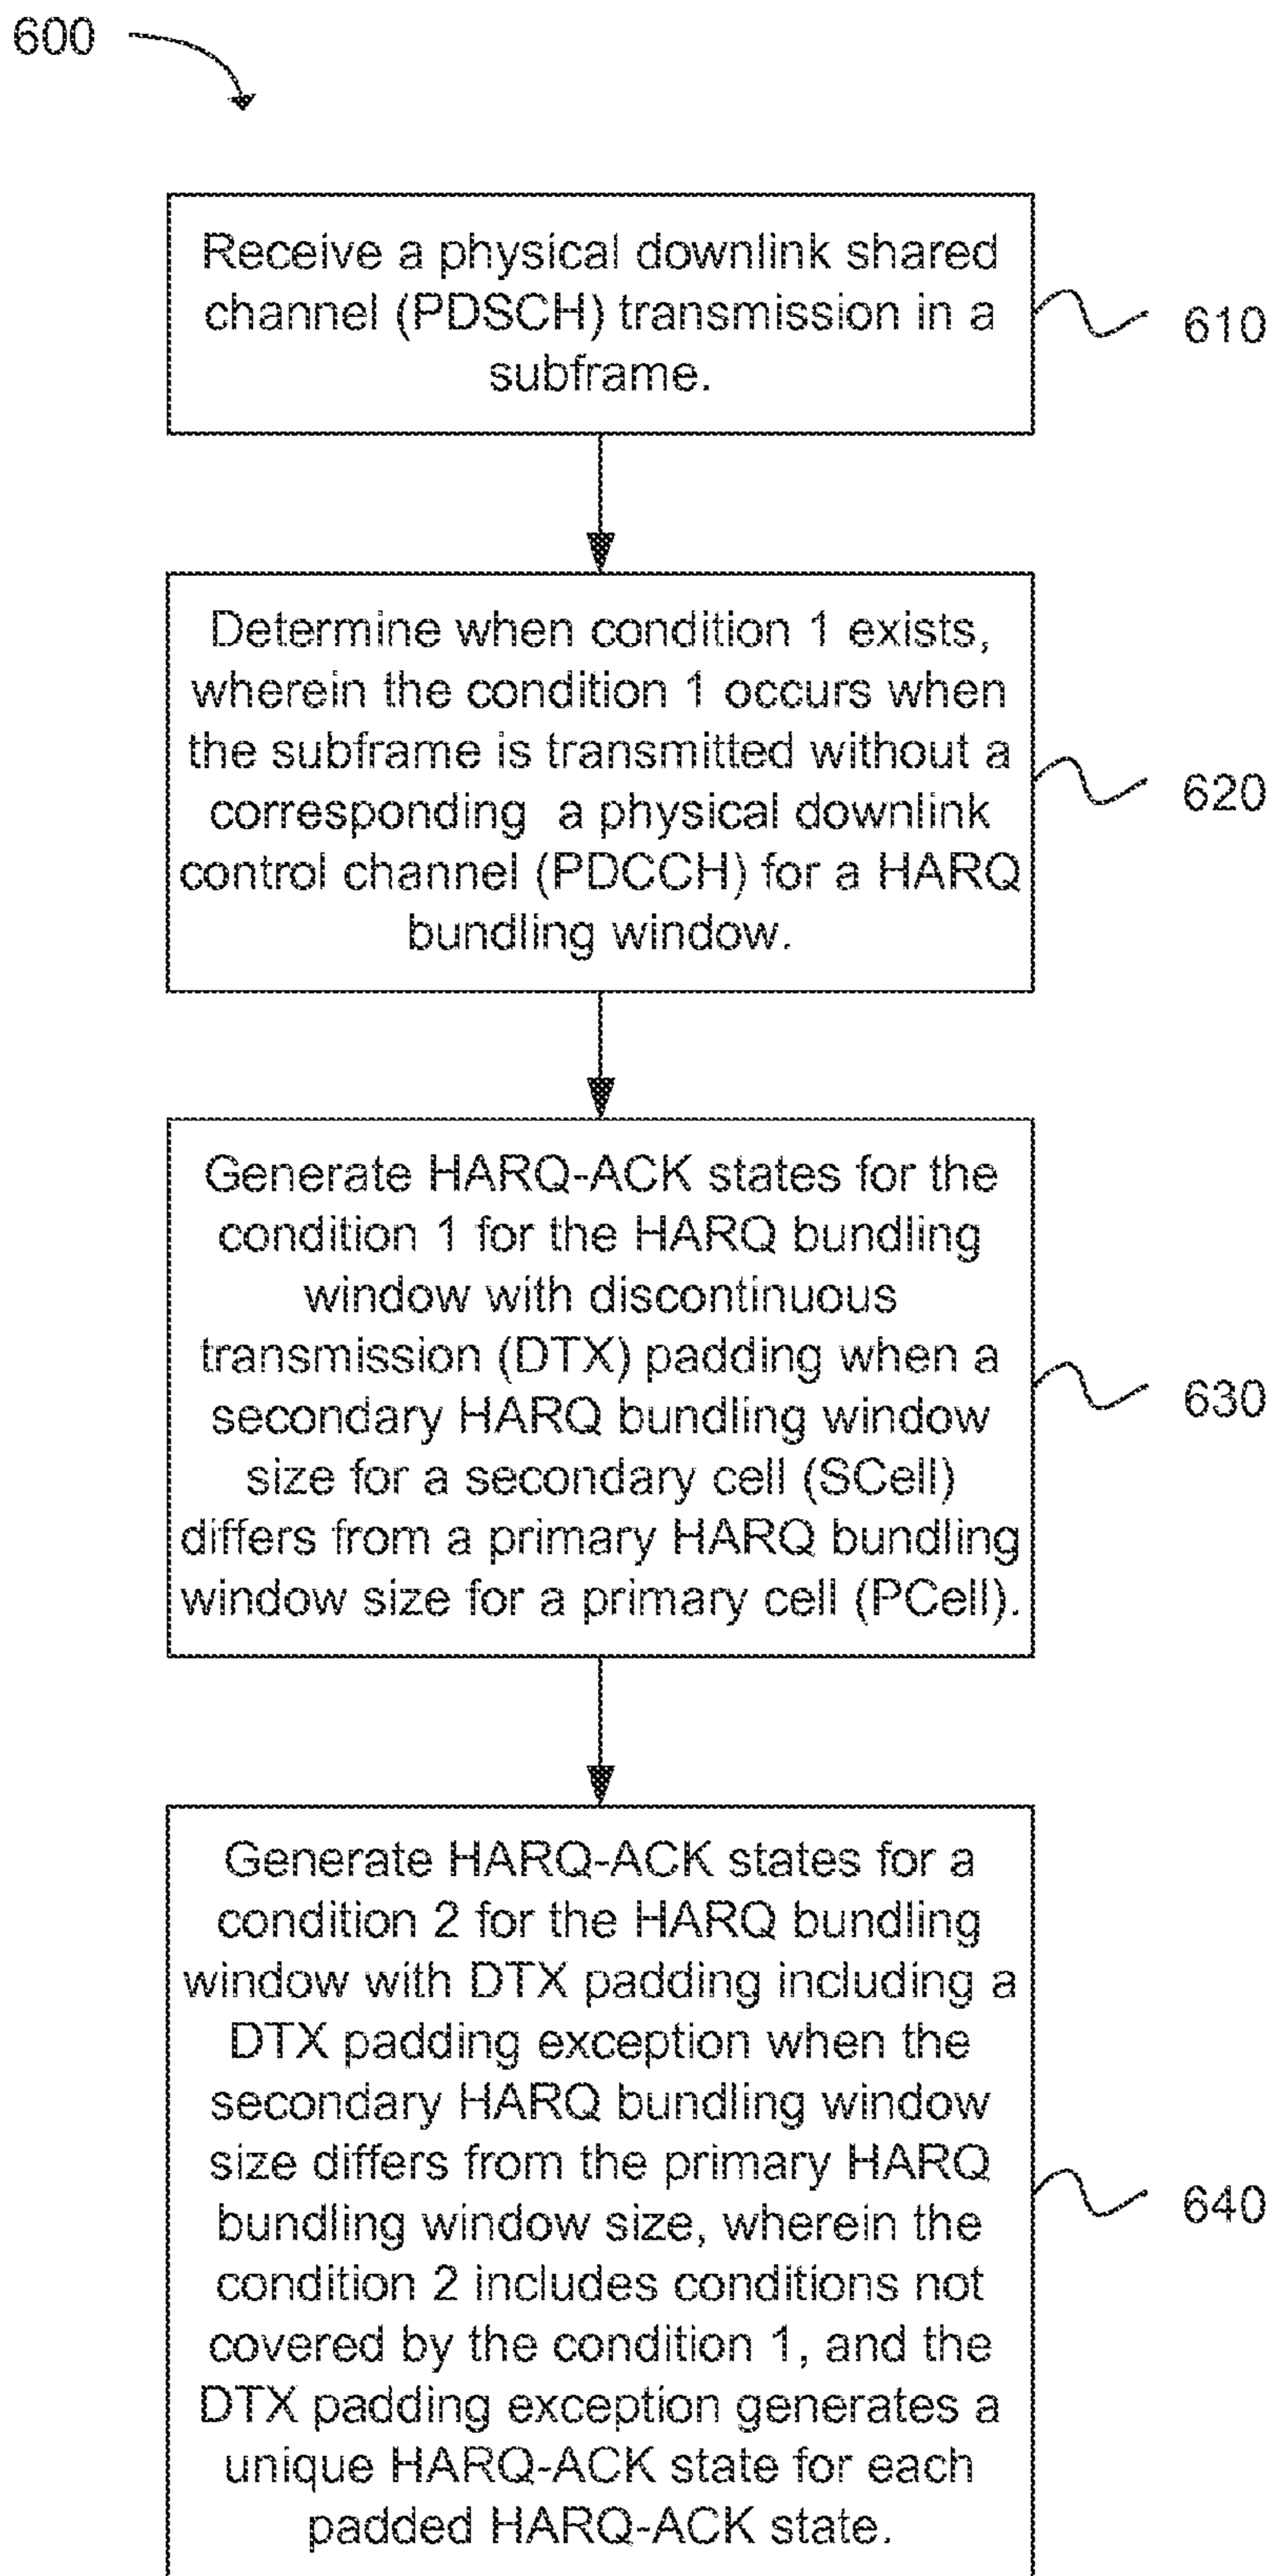 600
Receive a physical downlink shared
channel (PDSCH) transmission in a
subframe.
610
Determine when condition 1 exists,
wherein the condition 1 occurs when
the subframe is transmitted without a
corresponding a physical downlink
control channel (PDCCH) for a HARQ
bundling window.
620
Generate HARQ-ACK states for the
condition 1 for the HARQ bundling
window with discontinuous
transmission (DTX) padding when a
secondary HARQ bundling window
size for a secondary cell (SCell)
differs from a primary HARQ bundling
window size for a primary cell (PCell).
630
Generate HARQ-ACK states for a
condition 2 for the HARQ bundling
window with DTX padding including a
DTX padding exception when the
secondary HARQ bundling window
size differs from the primary HARQ
bundling window size, wherein the
condition 2 includes conditions not
covered by the condition 1, and the
DTX padding exception generates a
unique HARQ-ACK state for each
padded HARQ-ACK state.
640